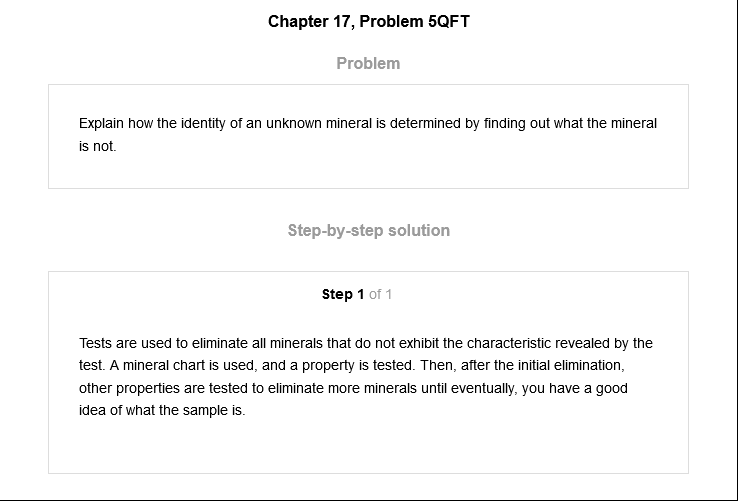 Chapter 17, Problem 5QFT
Problem
Explain how the identity of an unknown mineral is determined by finding out what the mineral
is not.
Step-by-step solution
Step 1 of 1
Tests are used to eliminate all minerals that do not exhibit the characteristic revealed by the
test. A mineral chart is used, and a property is tested. Then, after the initial elimination,
other properties are tested to eliminate more minerals until eventually, you have a good
idea of what the sample is.